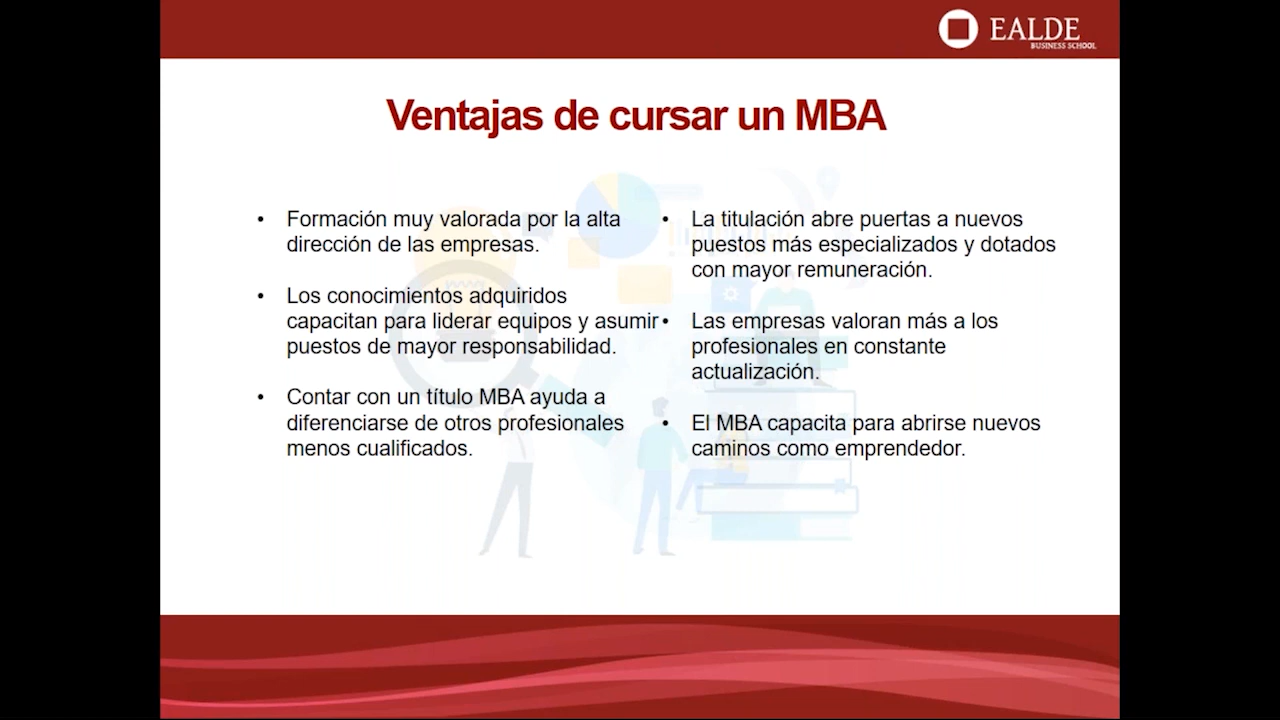 EALDE
BUSINESS SCHOOL
Ventajas de cursar un MBA
• Formación muy valorada por la alta
dirección de las empresas.
• Los conocimientos adquiridos
capacitan para liderar equipos y asumir
puestos de mayor responsabilidad.
• Contar con un título MBA ayuda a
diferenciarse de otros profesionales
menos cualificados.
• La titulación abre puertas a nuevos
puestos más especializados y dotados
con mayor remuneración.
• Las empresas valoran más a los
profesionales en constante
actualización.
• El MBA capacita para abrirse nuevos
caminos como emprendedor.